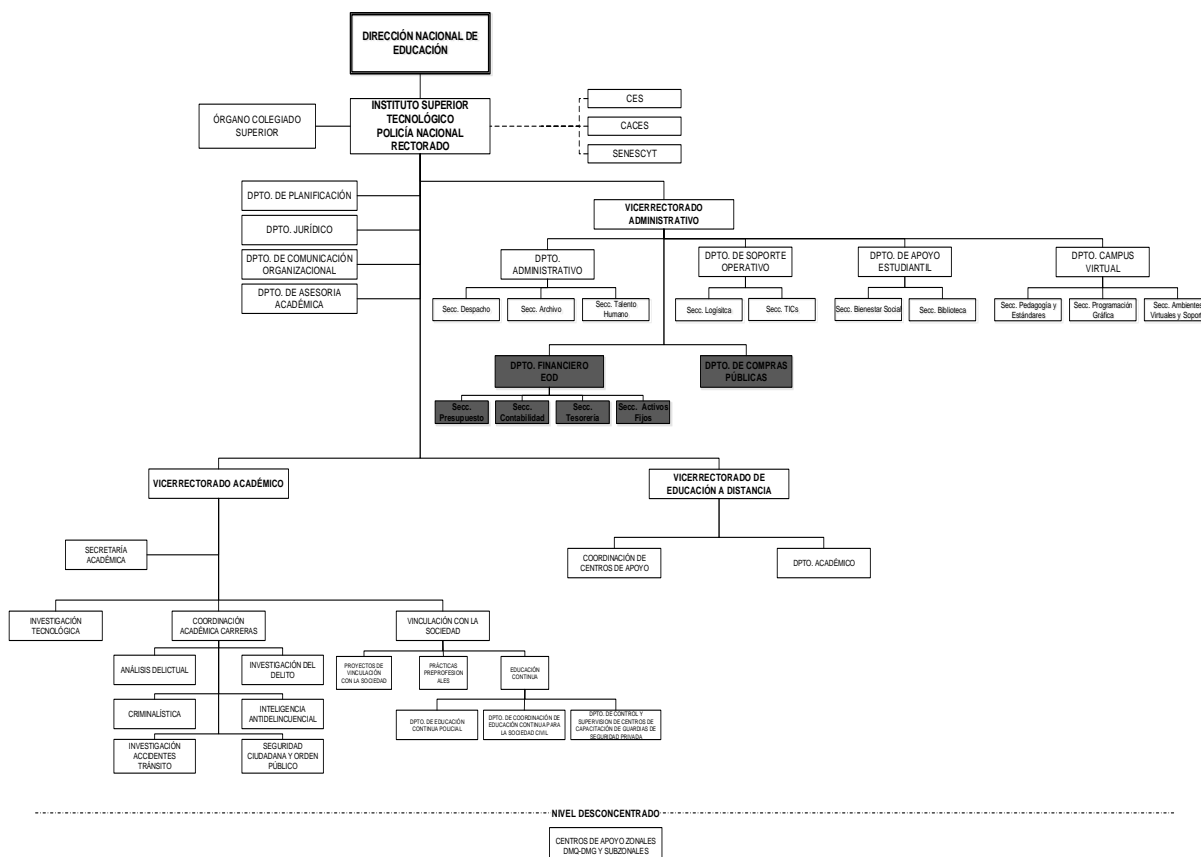 DIRECCIÓN NACIONAL DE
EDUCACIÓN
INSTITUTO SUPERIOR
TECNOLÓGICO
POLICÍA NACIONAL
RECTORADO
ÓRGANO COLEGIADO
SUPERIOR
CES
CACES
SENESCYT
DPTO. DE PLANIFICACIÓN
DPTO. JURÍDICO
DPTO. DE COMUNICACIÓN
ORGANIZACIONAL
DPTO. DE ASESORIA
ACADÉMICA
VICERRECTORADO
ADMINISTRATIVO
DPTO.
ADMINISTRATIVO
DPTO. DE SOPORTE
OPERATIVO
DPTO. DE APOYO
ESTUDIANTIL
DPTO. CAMPUS
VIRTUAL
Secc. Despacho
Secc. Archivo
Secc. Talento
Humano
Secc. Logísitca
Secc. TICs
Secc. Bienestar Social
Secc. Biblioteca
Secc. Pedagogía y
Estándares
Secc. Programación
Gráfica
Secc. Ambientes
Virtuales y Soport
DPTO. FINANCIERO
EOD
DPTO. DE COMPRAS
PÚBLICAS
Secc.
Presupuesto
Secc.
Contabilidad
Secc.
Tesorería
Secc. Activos
Fijos
VICERRECTORADO ACADÉMICO
VICERRECTORADO DE
EDUCACIÓN A DISTANCIA
SECRETARÍA
ACADÉMICA
COORDINACIÓN DE
CENTROS DE APOYO
DPTO. ACADÉMICO
INVESTIGACIÓN
TECNOLÓGICA
COORDINACIÓN
ACADÉMICA CARRERAS
VINCULACIÓN CON LA
SOCIEDAD
ANÁLISIS DELICTUAL
INVESTIGACIÓN DEL
DELITO
CRIMINALÍSTICA
INTELIGENCIA
ANTIDELINCUENCIAL
INVESTIGACIÓN
ACCIDENTES
TRÁNSITO
SEGURIDAD
CIUDADANA Y ORDEN
PÚBLICO
PROYECTOS DE
VINCULACIÓN
CON LA SOCIEDAD
PRÁCTICAS
PREPROFESION
ALES
EDUCACIÓN
CONTINUA
DPTO. DE EDUCACIÓN
CONTINUA POLICIAL
DPTO. DE COORDINACIÓN DE
EDUCACIÓN CONTINUA PARA
LA SOCIEDAD CIVIL
DPTO. DE CONTROL Y
SUPERVISION DE CENTROS DE
CAPACITACIÓN DE GUARDIAS DE
SEGURIDAD PRIVADA
NIVEL DESCONCENTRADO
CENTROS DE APOYO ZONALES
DMQ-DMG Y SUBZONALES